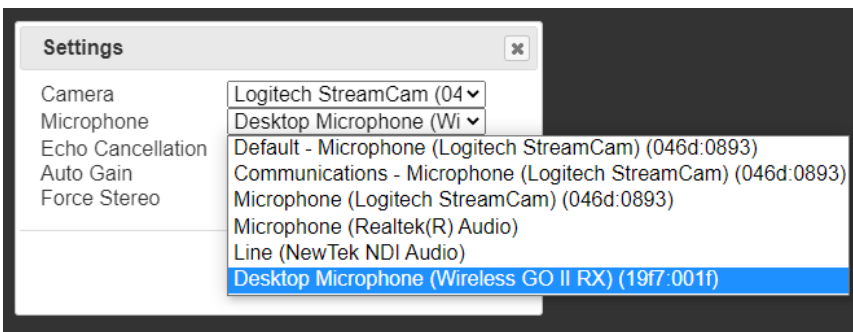 Settings
Camera Logitech StreamCam (04
Microphone Desktop Microphone (Wi
Echo Cancellation
Default - Microphone (Logitech StreamCam) (046d:0893)
Auto Gain
Communications - Microphone (Logitech StreamCam) (046d:0893)
Force Stereo
Microphone (Logitech StreamCam) (046d:0893)
Microphone (Realtek(R) Audio)
Line (NewTek NDI Audio)
Desktop Microphone (Wireless GO II RX) (19f7:001f)